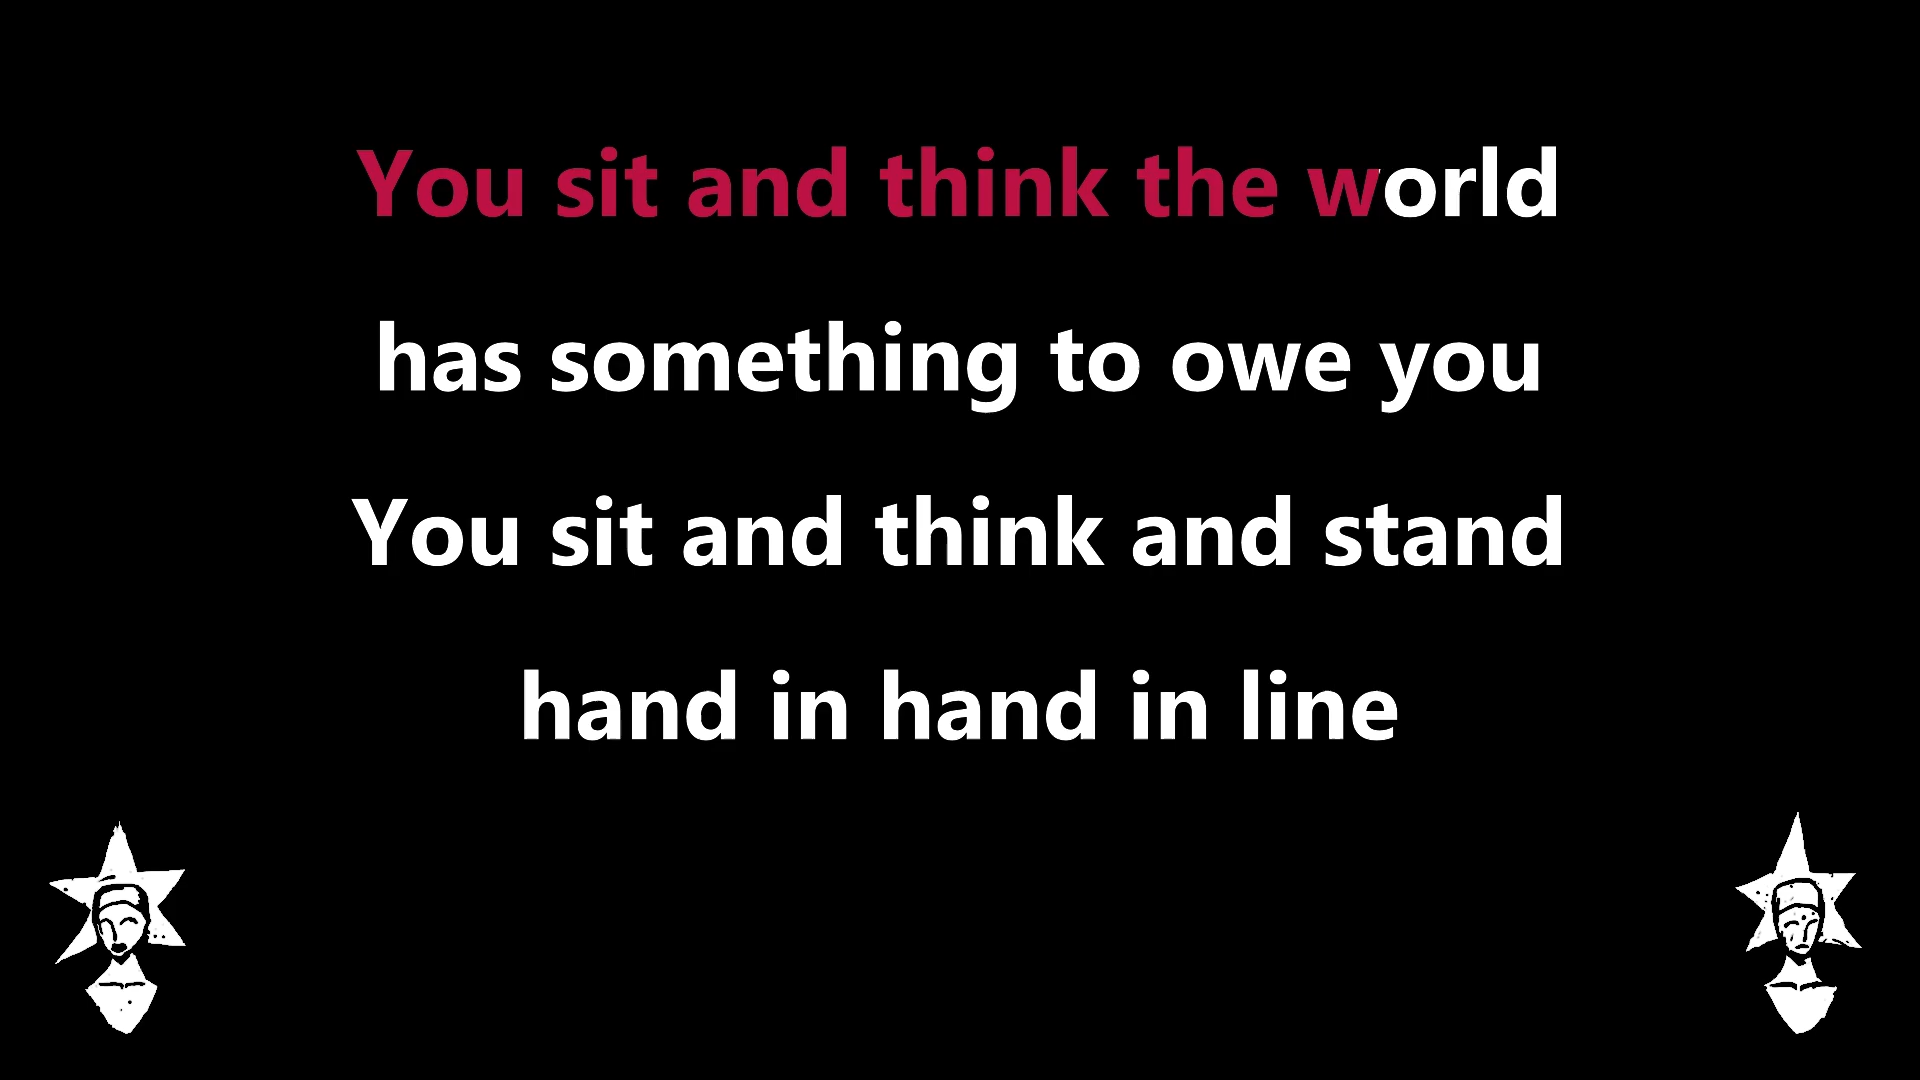 You sit and think the world
has something to owe you
You sit and think and stand
hand in hand in line